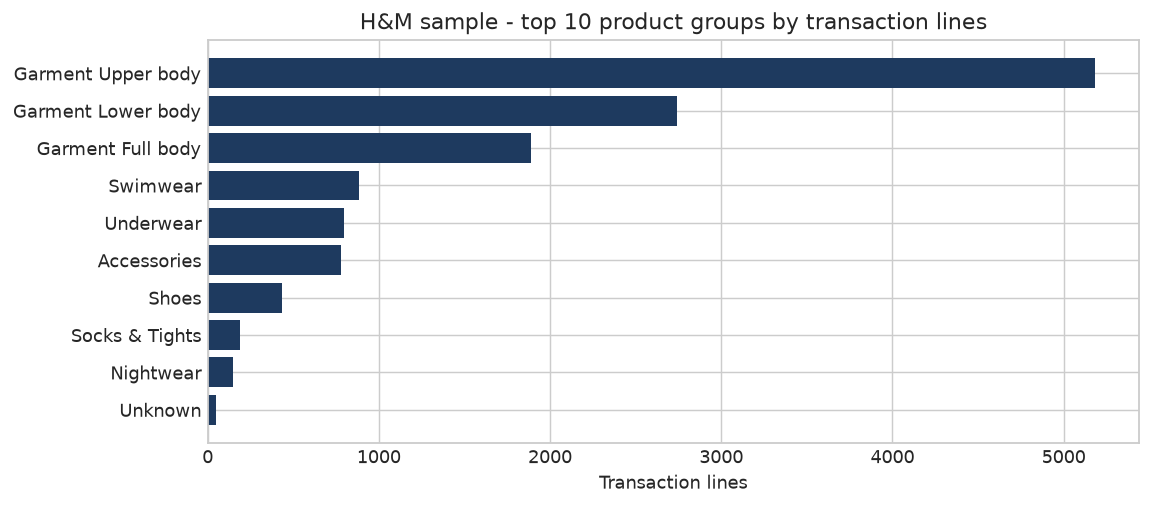 H&M sample - top 10 product groups by transaction lines
Garment Upper body
Garment Lower body
Garment Full body
Swimwear
Underwear
Accessories
Shoes
Socks & Tights
Nightwear
Unknown
0 1000 2000 3000 4000 5000
Transaction lines